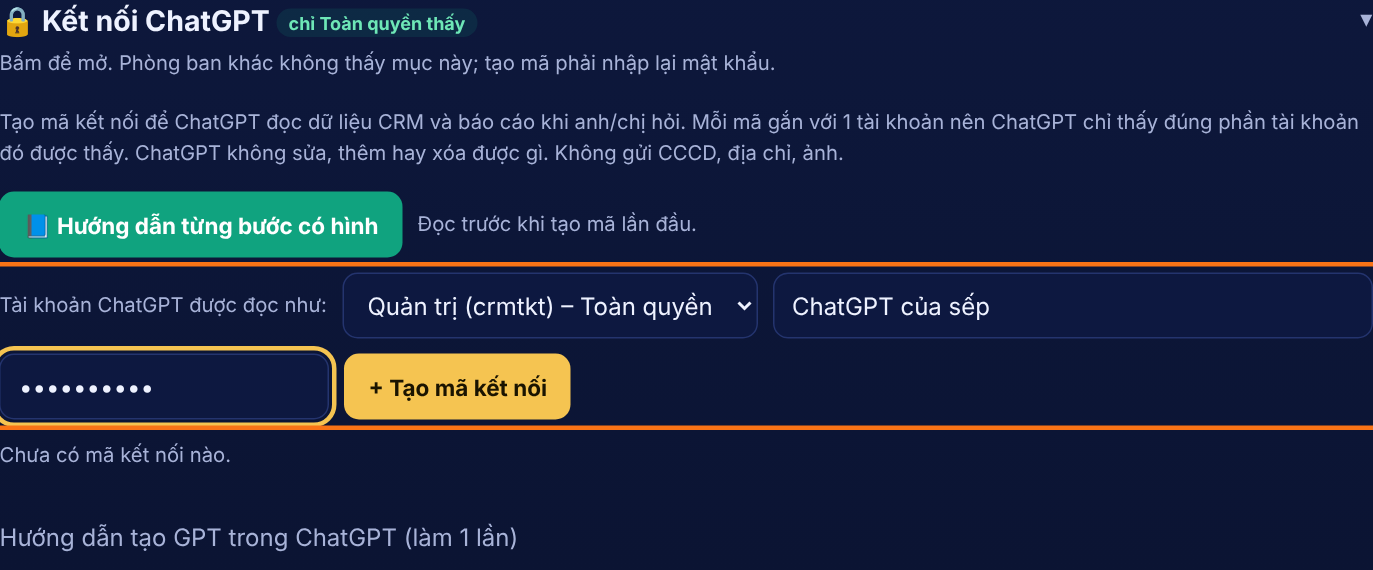 🔒 Kết nối ChatGPT chỉ Toàn quyền thấy ▼
Bấm để mở. Phòng ban khác không thấy mục này; tạo mã phải nhập lại mật khẩu.
Tạo mã kết nối để ChatGPT đọc dữ liệu CRM và báo cáo khi anh/chị hỏi. Mỗi mã gắn với 1 tài khoản nên ChatGPT chỉ thấy đúng phần tài khoản
đó được thấy. ChatGPT không sửa, thêm hay xóa được gì. Không gửi CCCD, địa chỉ, ảnh.
📘 Hướng dẫn từng bước có hình Đọc trước khi tạo mã lần đầu.
Tài khoản ChatGPT được đọc như: Quản trị (crmtkt) – Toàn quyền ChatGPT của sếp
•••••••••• + Tạo mã kết nối
Chưa có mã kết nối nào.
Hướng dẫn tạo GPT trong ChatGPT (làm 1 lần)